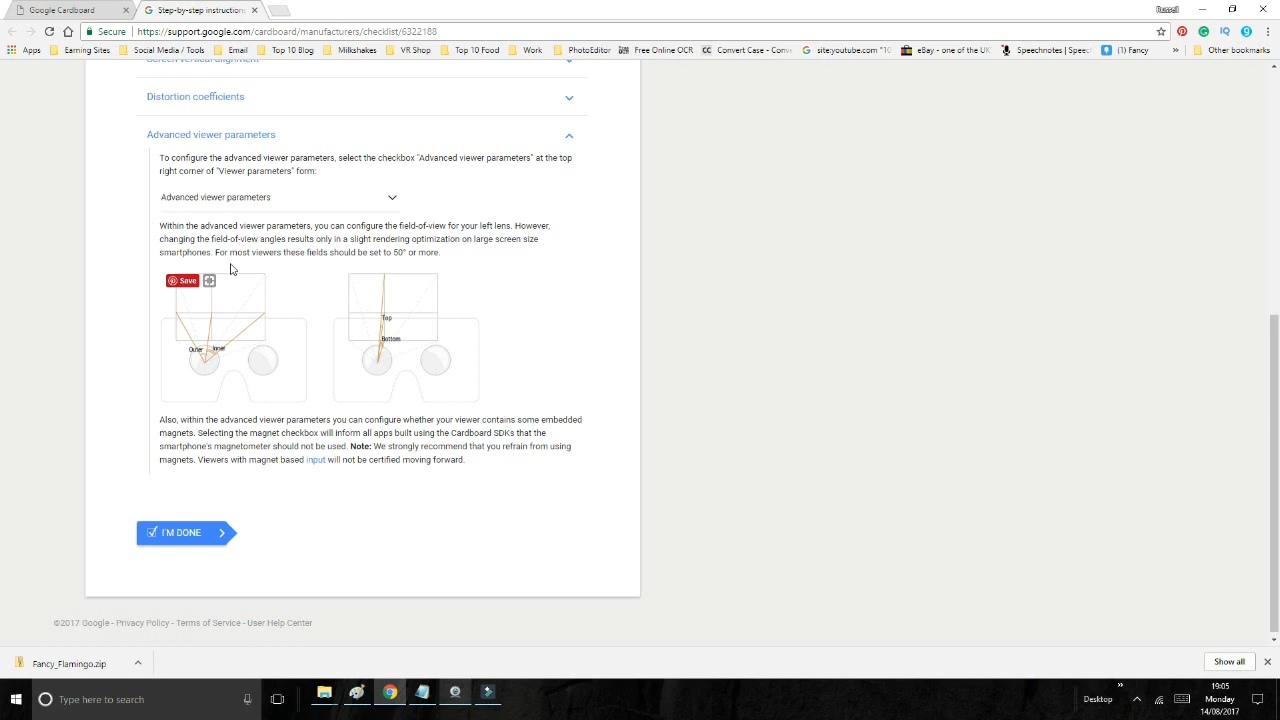 Google Cardboard
Step-by-step instruction
Russell
Secure
https://support.google.com/cardboard/manufacturers/checklist/6322188
Apps
Earning Sites
Social Media / Tools
Email
Top 10 Blog
Milkshakes
VR Shop
Top 10 Food
Work
PhotoEditor
Free Online OCR
CC Convert Case - Conv
siteryoutube.com *10
eBay - one of the UK
Speechnotes | Spee
(1) Fancy
»
Other bookmarks
Screen vertical alignment
Distortion coefficients
Advanced viewer parameters
To configure the advanced viewer parameters, select the checkbox "Advanced viewer parameters" at the top
right corner of "Viewer parameters" form:
Advanced viewer parameters
Within the advanced viewer parameters, you can configure the field-of-view for your left lens. However,
changing the field-of-view angles results only in a slight rendering optimization on large screen size
smartphones. For most viewers these fields should be set to 50° or more.
Save
Outer
Inner
Top
Bottom
Also, within the advanced viewer parameters you can configure whether your viewer contains some embedded
magnets. Selecting the magnet checkbox will inform all apps built using the Cardboard SDKs that the
smartphone's magnetometer should not be used. Note: We strongly recommend that you refrain from using
magnets. Viewers with magnet based input will not be certified moving forward.
I'M DONE
©2017 Google - Privacy Policy - Terms of Service - User Help Center
Fancy_Flamingo.zip
Show all
Type here to search
Desktop
»
19:05
Monday
14/08/2017